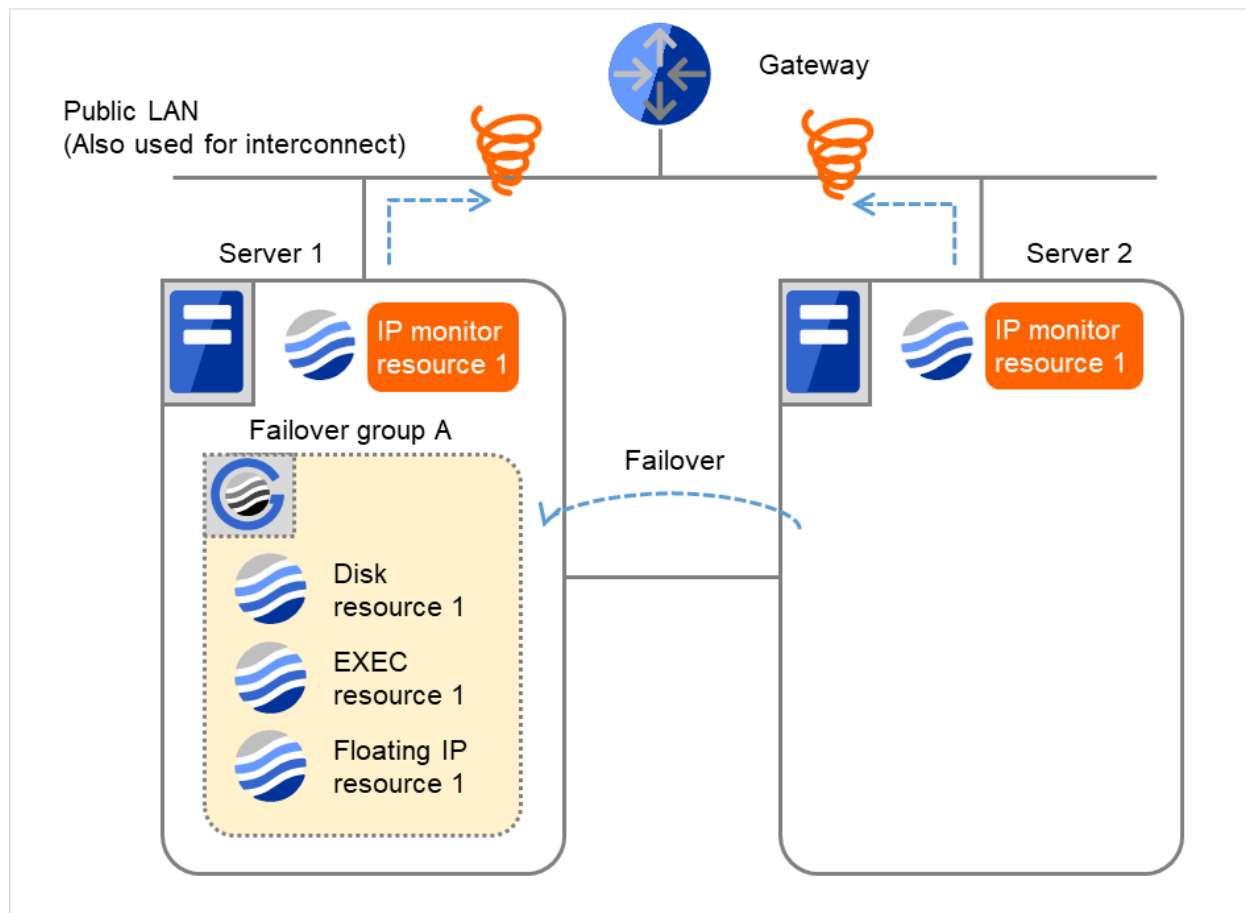 Gateway
Public LAN
(Also used for interconnect)
Server 1
Server 2
IP monitor
resource 1
IP monitor
resource 1
Failover group A
Failover
Disk
resource 1
EXEC
resource 1
Floating IP
resource 1